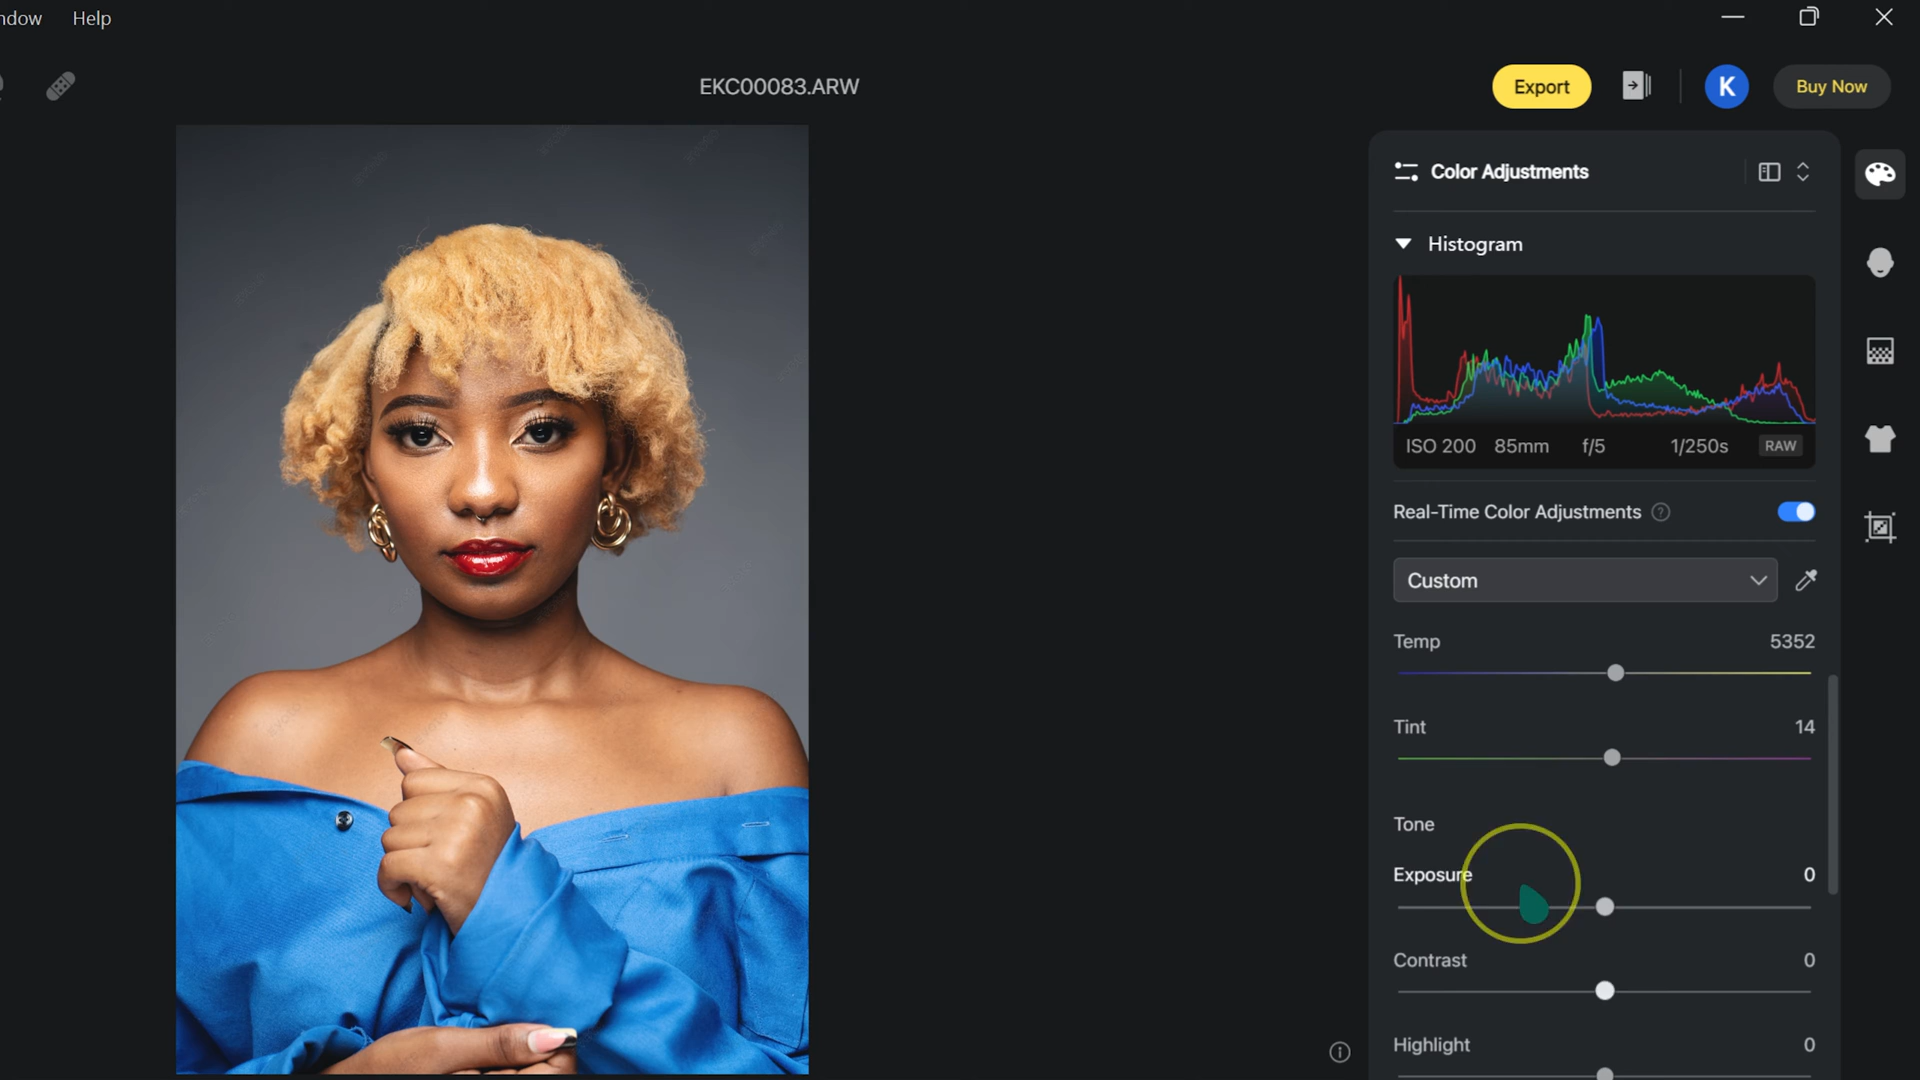 ndow Help
EKC00083.ARW
Export
K
Buy Now
Color Adjustments
Histogram
ISO 200 85mm f/5 1/250s RAW
Real-Time Color Adjustments ?
Custom
Temp 5352
Tint 14
Tone
Exposure 0
Contrast 0
Highlight 0